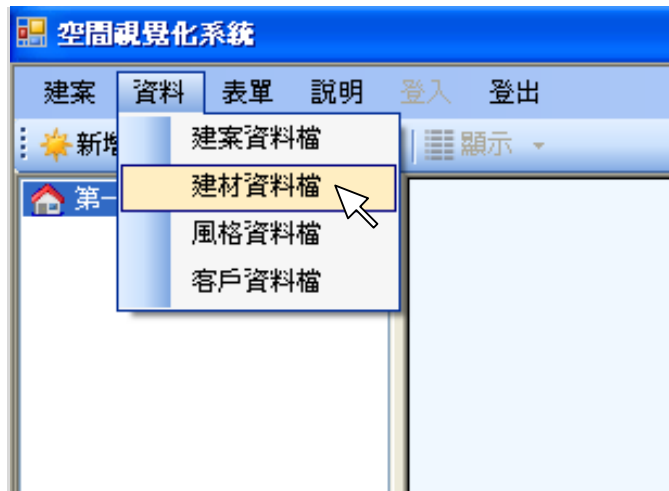 空間視覺化系統
建案 資料 表單 說明 登入 登出
新增 顯示
建案資料檔
第一 建材資料檔
風格資料檔
客戶資料檔